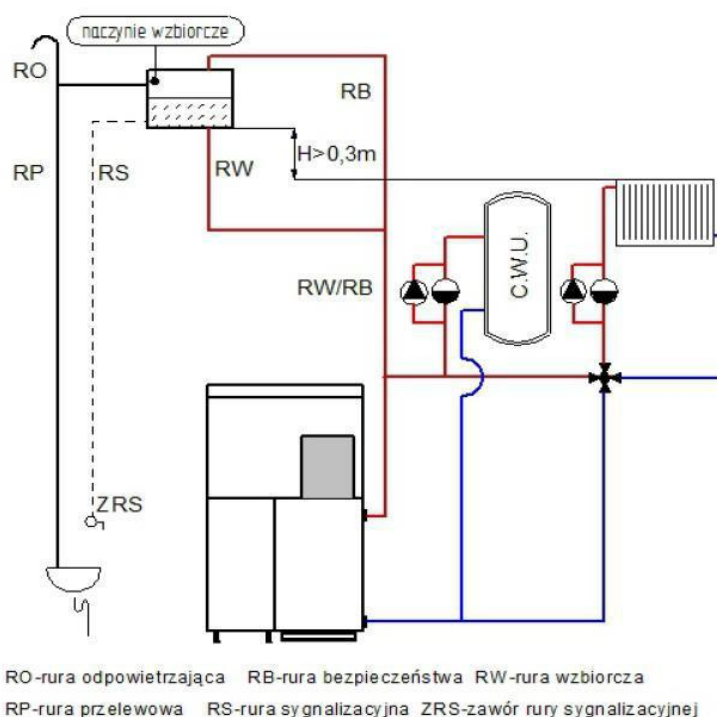 naczynie wzbiorcze
RO
RB
RP
RS
RW
H>0,3m
C.W.U.
RW/RB
ZRS
RO-rura odpowietrzająca RB-rura bezpieczeństwa RW-rura wzbiorcza
RP-rura przelewowa RS-rura sygnalizacyjna ZRS-zawór rury sygnalizacyjnej